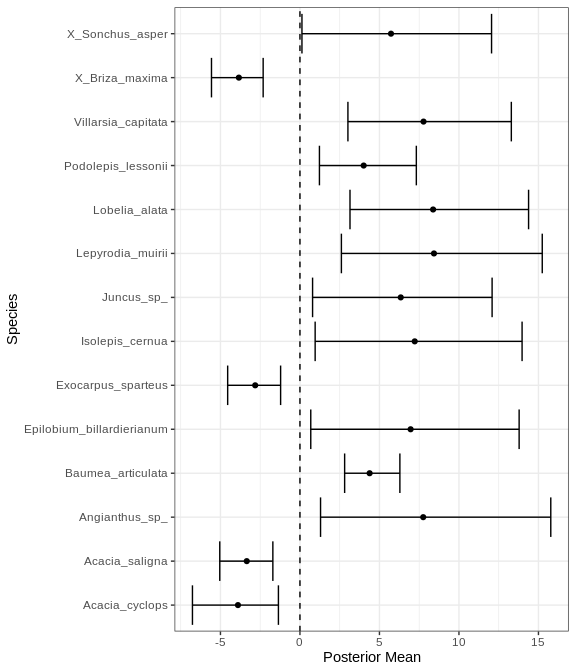 X_Sonchus_asper
X_Briza_maxima
Villarsia_capitata
Podolepis_lessonii
Lobelia_alata
Lepyrodia_muirii
Juncus_sp_
Isolepis_cernua
Exocarpus_sparteus
Epilobium_billardierianum
Baumea_articulata
Angianthus_sp_
Acacia_saligna
Acacia_cyclops
Species
-5 0 5 10 15
Posterior Mean